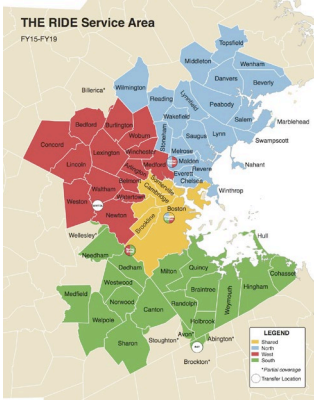 THE RIDE Service Area
FY15-FY19
Topsfield
Middleton
Wenham
Danvers
Beverly
Billerica*
Wilmington
Lynnfield
Reading
Peabody
Wakefield
Salem
Marblehead
Bedford
Burlington
Stoneham
Saugus
Lynn
Woburn
Swampscott
Concord
Lexington
Winchester
Melrose
Malden
Nahant
Lincoln
Arlington
Medford
Revere
Everett
Chelsea
Belmont
Somerville
Winthrop
Waltham
Cambridge
Watertown
Weston
Boston
Newton
Brookline
Wellesley*
Hull
Needham
Dedham
Milton
Quincy
Cohasset
Westwood
Braintree
Hingham
Medfield
Norwood
Randolph
Weymouth
Canton
Walpole
Holbrook
Sharon
Stoughton*
Avon*
Abington*
Brockton*
LEGEND
Shared
North
West
South
*Partial coverage
Transfer Location